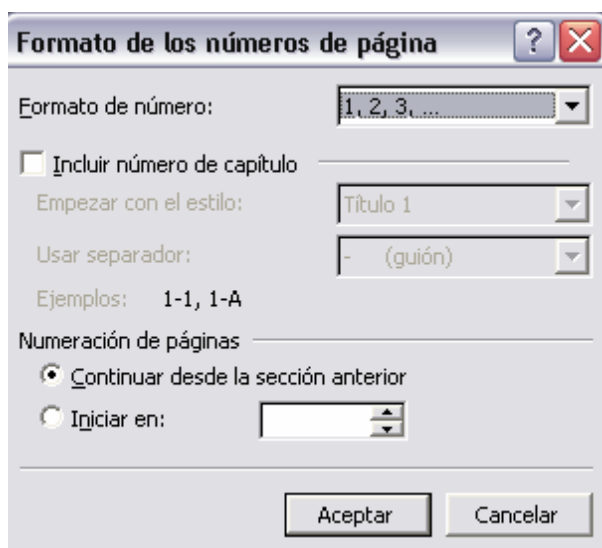 Formato de los números de página
Formato de número: 1, 2, 3, ...
Incluir número de capítulo
Empezar con el estilo: Título 1
Usar separador: - (guión)
Ejemplos: 1-1, 1-A
Numeración de páginas
Continuar desde la sección anterior
Iniciar en:
Aceptar Cancelar